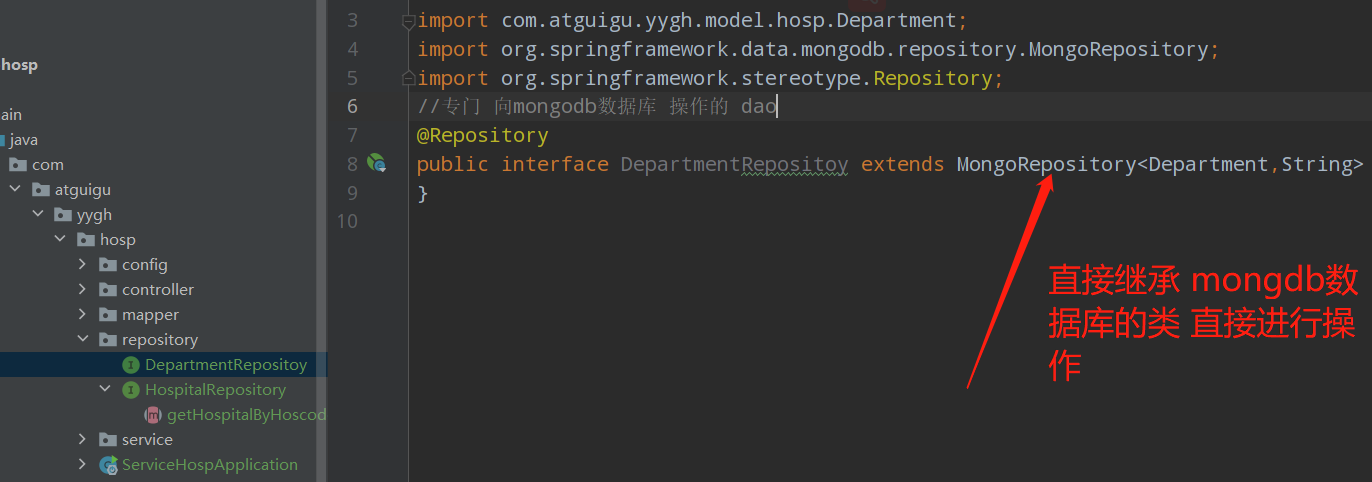 hosp
ain
java
com
atguigu
yygh
hosp
config
controller
mapper
repository
DepartmentRepositoy
HospitalRepository
getHospitalByHoscod
service
ServiceHospApplication
3 import com.atguigu.yygh.model.hosp.Department;
4 import org.springframework.data.mongodb.repository.MongoRepository;
5 import org.springframework.stereotype.Repository;
6 //专门 向mongodb数据库 操作的 dao
7 @Repository
8 public interface DepartmentRepositoy extends MongoRepository<Department,String>
9 }
10
直接继承 mongdb数
据库的类 直接进行操
作